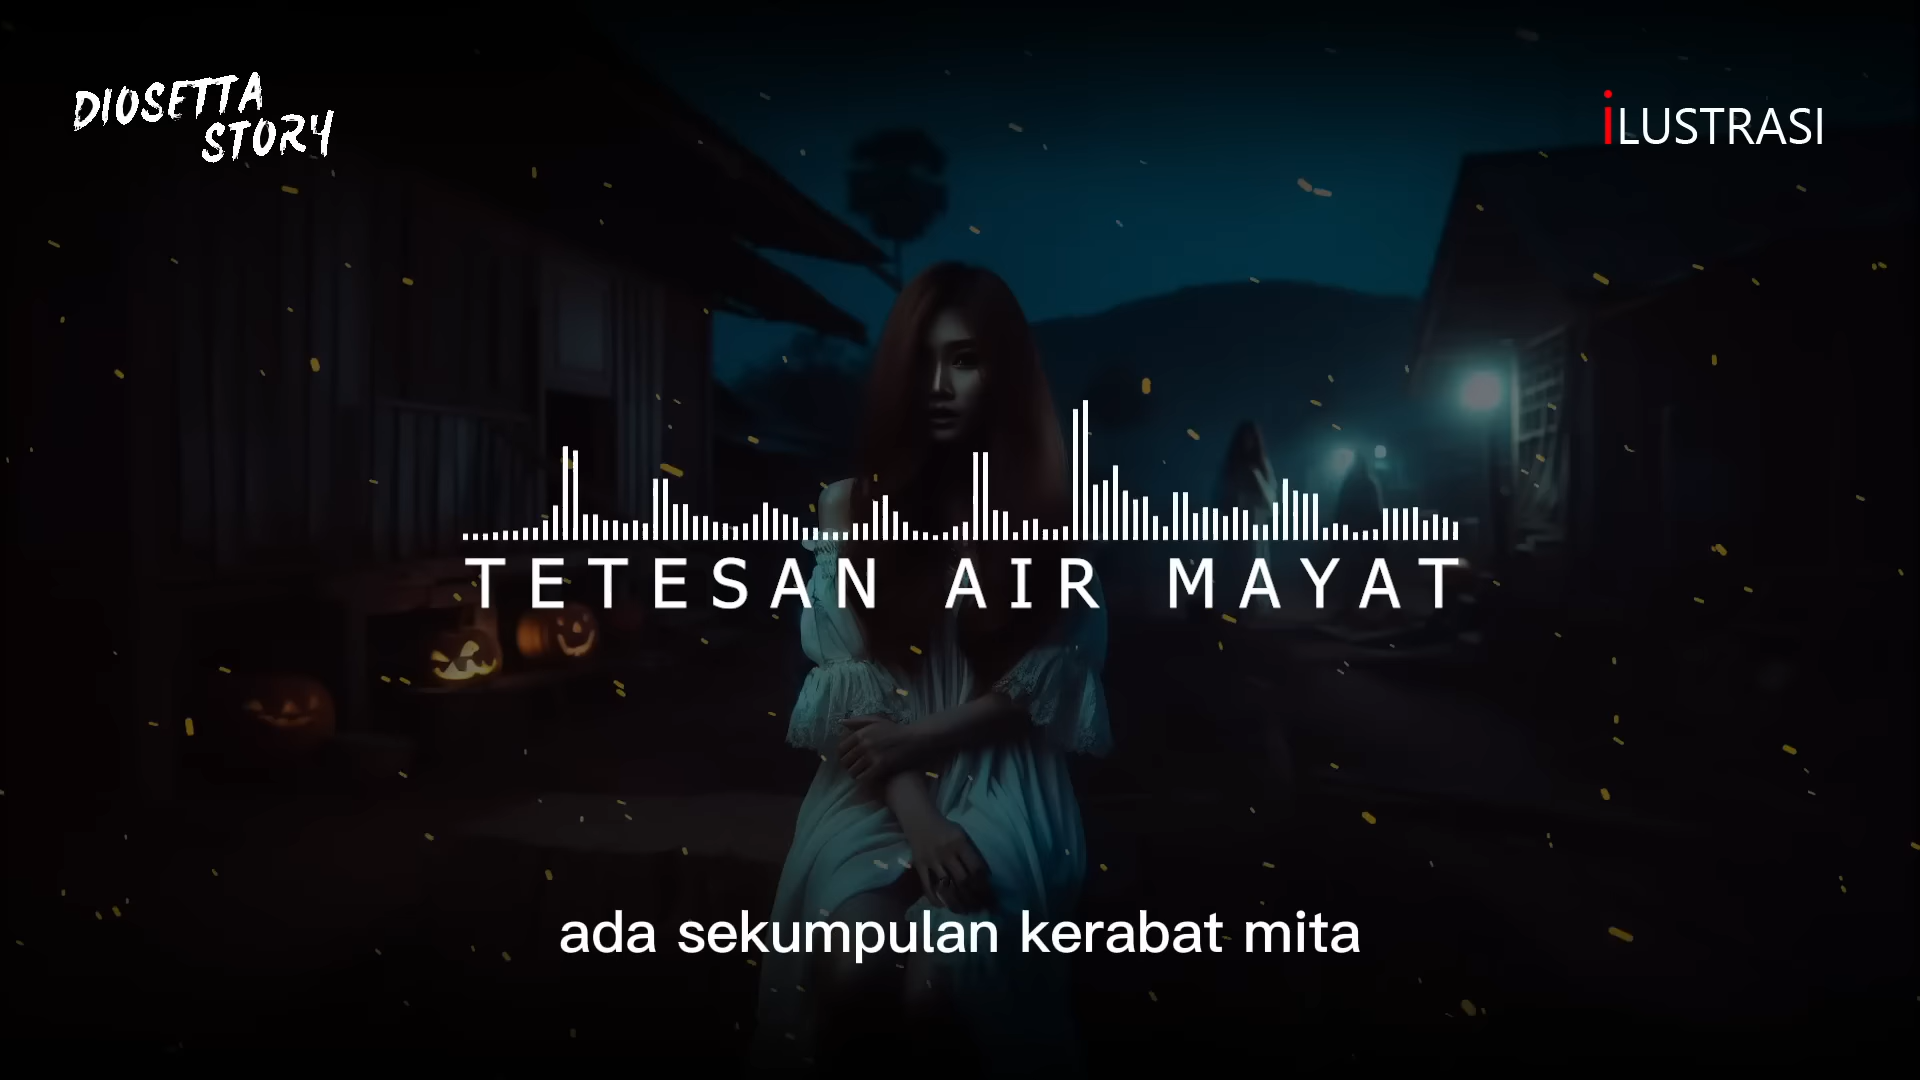 DIOSETTA
STORY
iLUSTRASI
TETESAN AIR MAYAT
ada sekumpulan kerabat mita